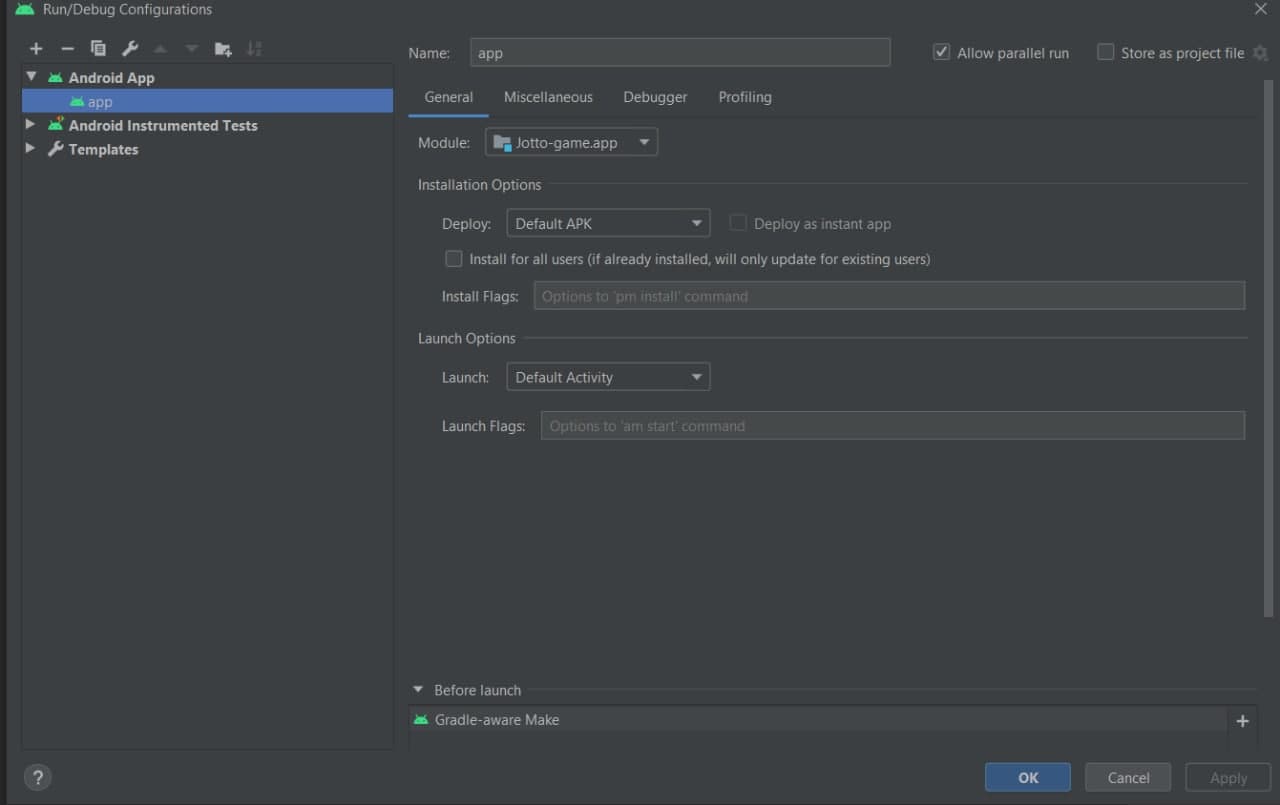 Run/Debug Configurations
Name: app Allow parallel run Store as project file
Android App
app
Android Instrumented Tests
Templates
General Miscellaneous Debugger Profiling
Module: Jotto-game.app
Installation Options
Deploy: Default APK Deploy as instant app
Install for all users (if already installed, will only update for existing users)
Install Flags: Options to 'pm install' command
Launch Options
Launch: Default Activity
Launch Flags: Options to 'am start' command
Before launch
Gradle-aware Make
? OK Cancel Apply